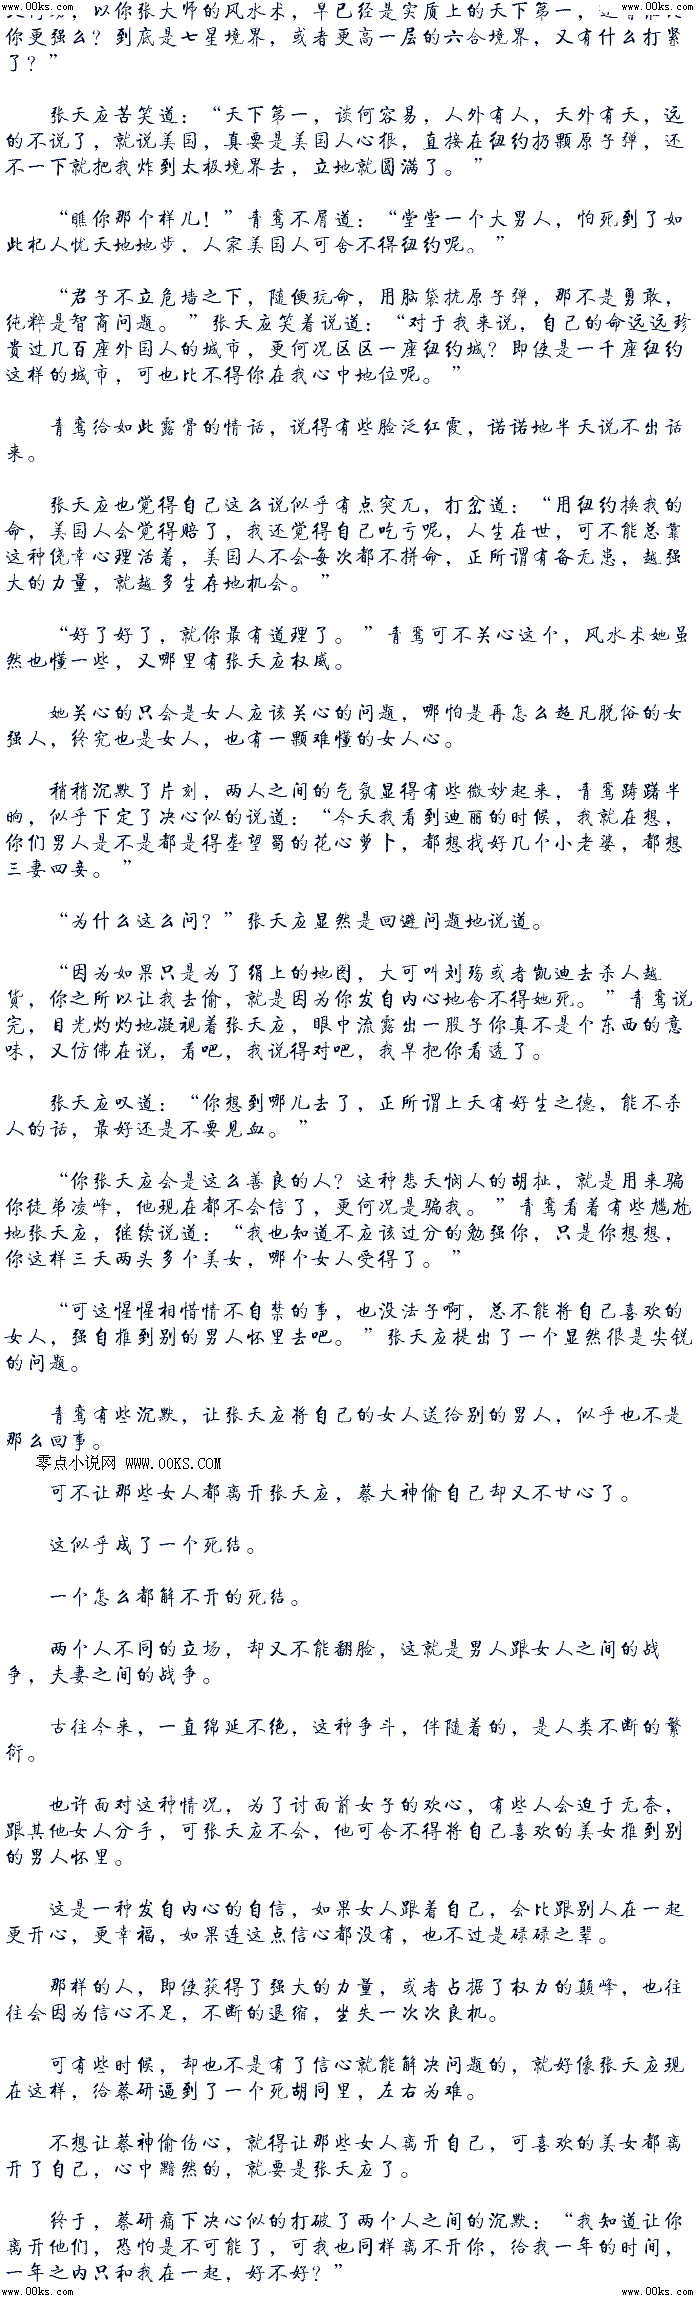 www.00ks.com www.00ks.com
你更强么？到底是七星境界，或者更高一层的六合境界，又有什么打紧
了？”
张天应苦笑道：“天下第一，谈何容易，人外有人，天外有天，远
的不说了，就说美国，真要是美国人心狠，直接在纽约扔颗原子弹，还
不一下就把我炸到太极境界去，立地就圆满了。”
“瞧你那个样儿！”青鸾不屑道：“堂堂一个大男人，怕死到了如
此杞人忧天地地步，人家美国人可舍不得纽约呢。”
“君子不立危墙之下，随便玩命，用脑袋抗原子弹，那不是勇敢，
纯粹是智商问题。”张天应笑着说道：“对于我来说，自己的命远远珍
贵过几百座外国人的城市，更何况区区一座纽约城？即使是一千座纽约
这样的城市，可也比不得你在我心中地位呢。”
青鸾给如此露骨的情话，说得有些脸泛红霞，诺诺地半天说不出话
来。
张天应也觉得自己这么说似乎有点突兀，打岔道：“用纽约换我的
命，美国人会觉得赔了，我还觉得自己吃亏呢，人生在世，可不能总靠
这种侥幸心理活着，美国人不会每次都不拼命，正所谓有备无患，越强
大的力量，就越多生存地机会。”
“好了好了，就你最有道理了。”青鸾可不关心这个，风水术她虽
然也懂一些，又哪里有张天应权威。
她关心的只会是女人应该关心的问题，哪怕是再怎么超凡脱俗的女
强人，终究也是女人，也有一颗难懂的女人心。
稍稍沉默了片刻，两人之间的气氛显得有些微妙起来，青鸾踌躇半
晌，似乎下定了决心似的说道：“今天我看到迪丽的时候，我就在想，
你们男人是不是都是得垄望蜀的花心萝卜，都想找好几个小老婆，都想
三妻四妾。”
“为什么这么问？”张天应显然是回避问题地说道。
“因为如果只是为了绢上的地图，大可叫刘殇或者凯迪去杀人越
货，你之所以让我去偷，就是因为你发自内心地舍不得她死。”青鸾说
完，目光灼灼地凝视着张天应，眼中流露出一股子你真不是个东西的意
味，又仿佛在说，看吧，我说得对吧，我早把你看透了。
张天应叹道：“你想到哪儿去了，正所谓上天有好生之德，能不杀
人的话，最好还是不要见血。”
“你张天应会是这么善良的人？这种悲天悯人的胡扯，就是用来骗
你徒弟凌峰，他现在都不会信了，更何况是骗我。”青鸾看着有些尴尬
地张天应，继续说道：“我也知道不应该过分的勉强你，只是你想想，
你这样三天两头多个美女，哪个女人受得了。”
“可这惺惺相惜情不自禁的事，也没法子啊，总不能将自己喜欢的
女人，强自推到别的男人怀里去吧。”张天应提出了一个显然很是尖锐
的问题。
青鸾有些沉默，让张天应将自己的女人送给别的男人，似乎也不是
那么回事。
零点小说网 www.00KS.COM
可不让那些女人都离开张天应，蔡大神偷自己却又不甘心了。
这似乎成了一个死结。
一个怎么都解不开的死结。
两个人不同的立场，却又不能翻脸，这就是男人跟女人之间的战
争，夫妻之间的战争。
古往今来，一直绵延不绝，这种争斗，伴随着的，是人类不断的繁
衍。
也许面对这种情况，为了讨面前女子的欢心，有些人会迫于无奈，
跟其他女人分手，可张天应不会，他可舍不得将自己喜欢的美女推到别
的男人怀里。
这是一种发自内心的自信，如果女人跟着自己，会比跟别人在一起
更开心，更幸福，如果连这点信心都没有，也不过是碌碌之辈。
那样的人，即使获得了强大的力量，或者占据了权力的颠峰，也往
往会因为信心不足，不断的退缩，坐失一次次良机。
可有些时候，却也不是有了信心就能解决问题的，就好像张天应现
在这样，给蔡研逼到了一个死胡同里，左右为难。
不想让蔡神偷伤心，就得让那些女人离开自己，可喜欢的美女都离
开了自己，心中黯然的，就要是张天应了。
终于，蔡研痛下决心似的打破了两个人之间的沉默：“我知道让你
离开他们，恐怕是不可能了，可我也同样离不开你，给我一年的时间，
一年之内只和我在一起，好不好？”
www.00ks.com www.00ks.com